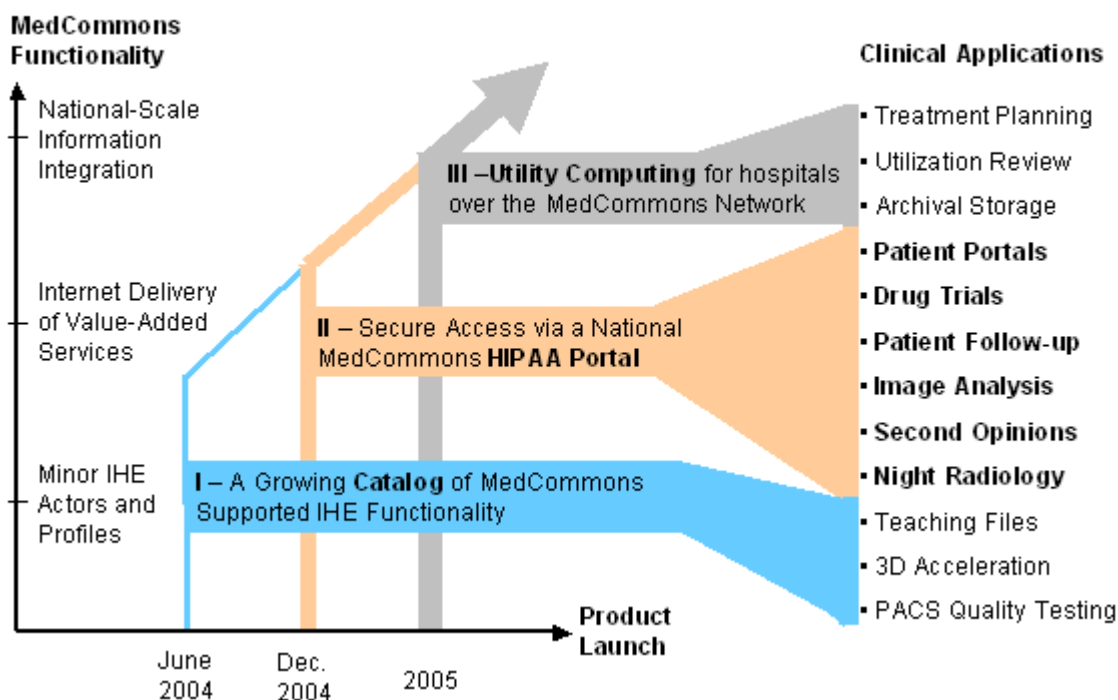 MedCommons
Functionality
National-Scale
Information
Integration
Internet Delivery
of Value-Added
Services
Minor IHE
Actors and
Profiles
III –Utility Computing for hospitals
over the MedCommons Network
II – Secure Access via a National
MedCommons HIPAA Portal
I – A Growing Catalog of MedCommons
Supported IHE Functionality
Clinical Applications
▪ Treatment Planning
▪ Utilization Review
▪ Archival Storage
▪ Patient Portals
▪ Drug Trials
▪ Patient Follow-up
▪ Image Analysis
▪ Second Opinions
▪ Night Radiology
▪ Teaching Files
▪ 3D Acceleration
▪ PACS Quality Testing
Product
Launch
June
2004
Dec.
2004
2005